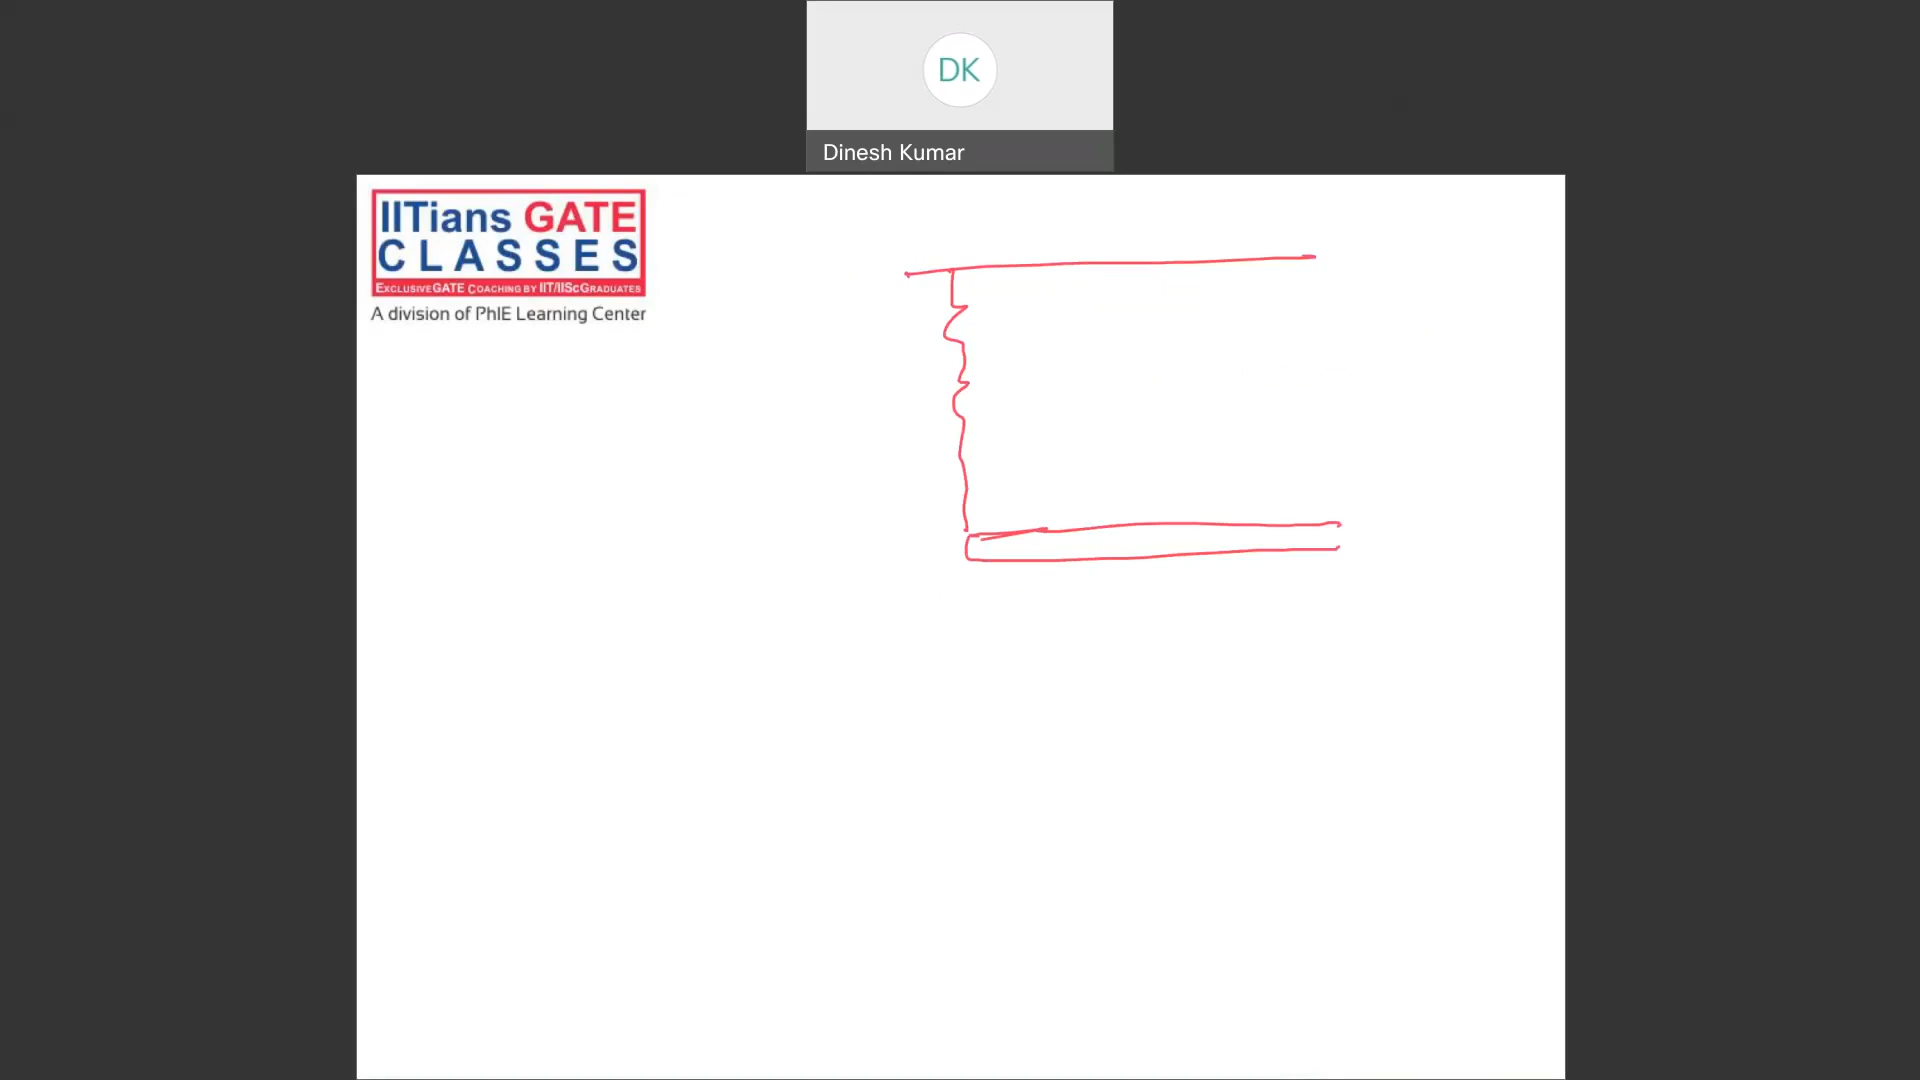 DK
Dinesh Kumar
IITians GATE
CLASSES
EXCLUSIVE GATE COACHING BY IIT/IISc GRADUATES
A division of PhIE Learning Center